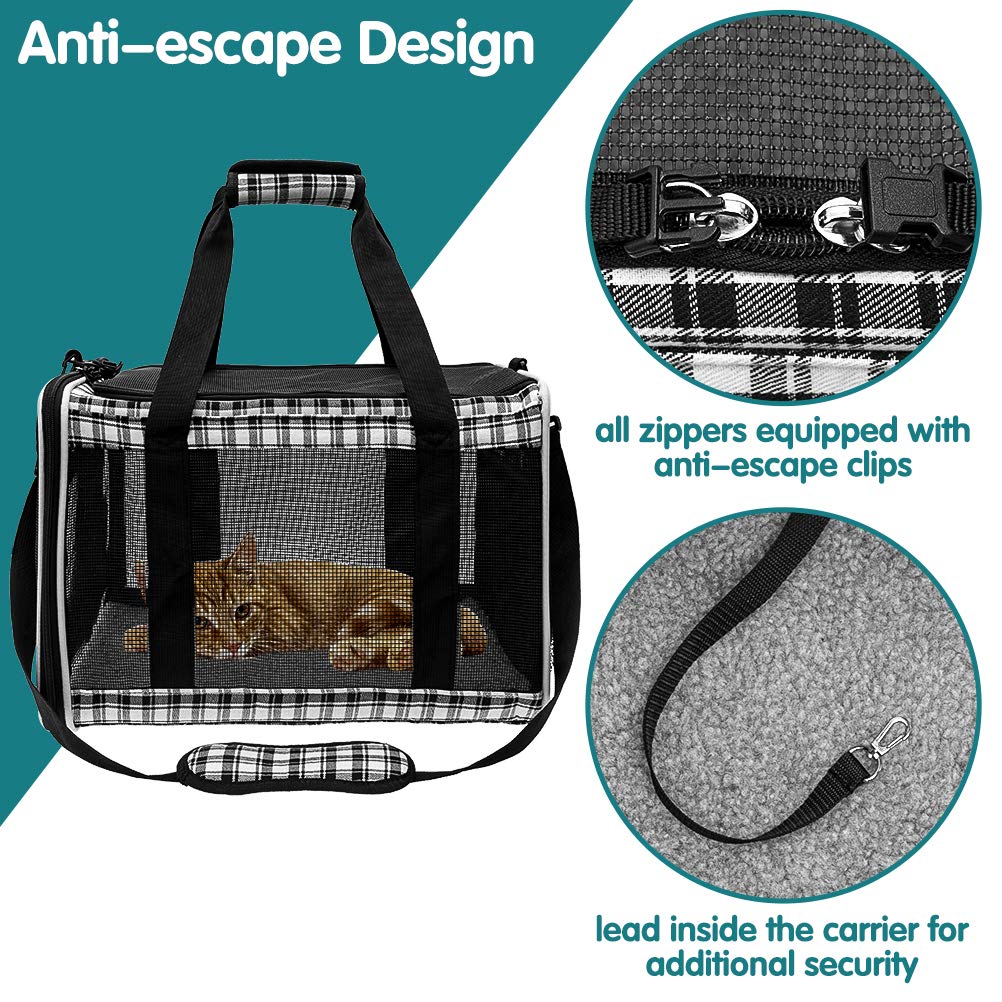 Anti-escape Design
all zippers equipped with
anti-escape clips
lead inside the carrier for
additional security